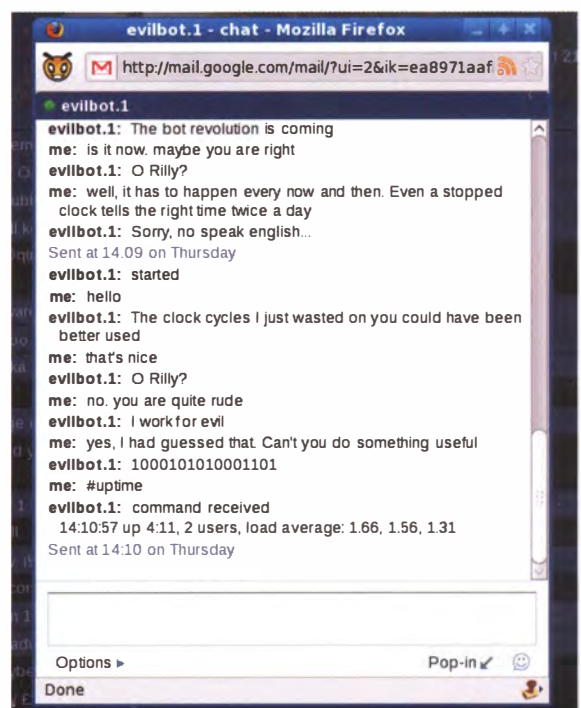 evilbot.1 - chat - Mozilla Firefox
http://mail.google.com/mail/?ui=2&ik=ea8971aaf
evilbot.1
evilbot.1: The bot revolution is coming
me: is it now. maybe you are right
evilbot.1: O Rilly?
me: well, it has to happen every now and then. Even a stopped
clock tells the right time twice a day
evilbot.1: Sorry, no speak english...
Sent at 14.09 on Thursday
evilbot.1: started
me: hello
evilbot.1: The clock cycles I just wasted on you could have been
better used
me: that's nice
evilbot.1: O Rilly?
me: no. you are quite rude
evilbot.1: I work for evil
me: yes, I had guessed that. Can't you do something useful
evilbot.1: 1000101010001101
me: #uptime
evilbot.1: command received
14:10:57 up 4:11, 2 users, load average: 1.66, 1.56, 1.31
Sent at 14:10 on Thursday
Options
Pop-in
Done